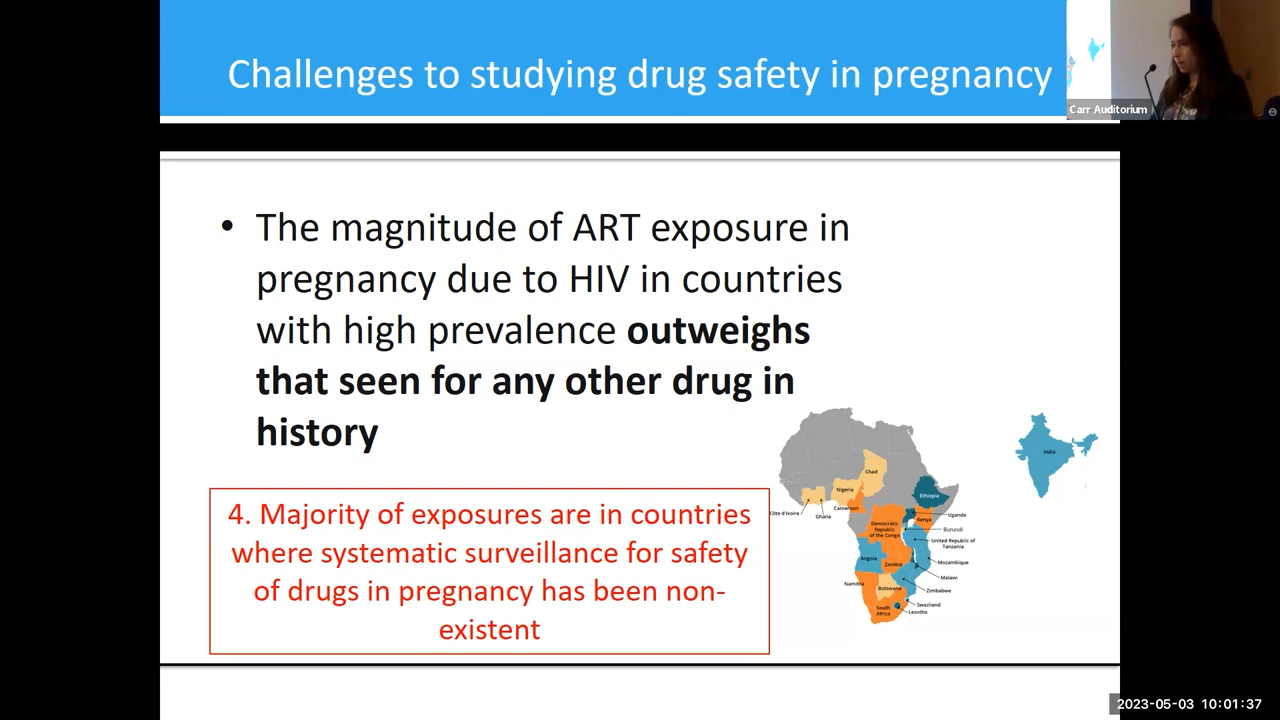 Challenges to studying drug safety in pregnancy
Carr Auditorium
• The magnitude of ART exposure in
pregnancy due to HIV in countries
with high prevalence outweighs
that seen for any other drug in
history
4. Majority of exposures are in countries
where systematic surveillance for safety
of drugs in pregnancy has been non-
existent
Chad
Nigeria
Côte d'Ivoire
Ghana
Cameroon
Ethiopia
Uganda
Kenya
Democratic
Republic
of the Congo
Burundi
United Republic of
Tanzania
Angola
Zambia
Mozambique
Malawi
Namibia
Botswana
Zimbabwe
South
Africa
Swaziland
Lesotho
India
2023-05-03 10:01:37